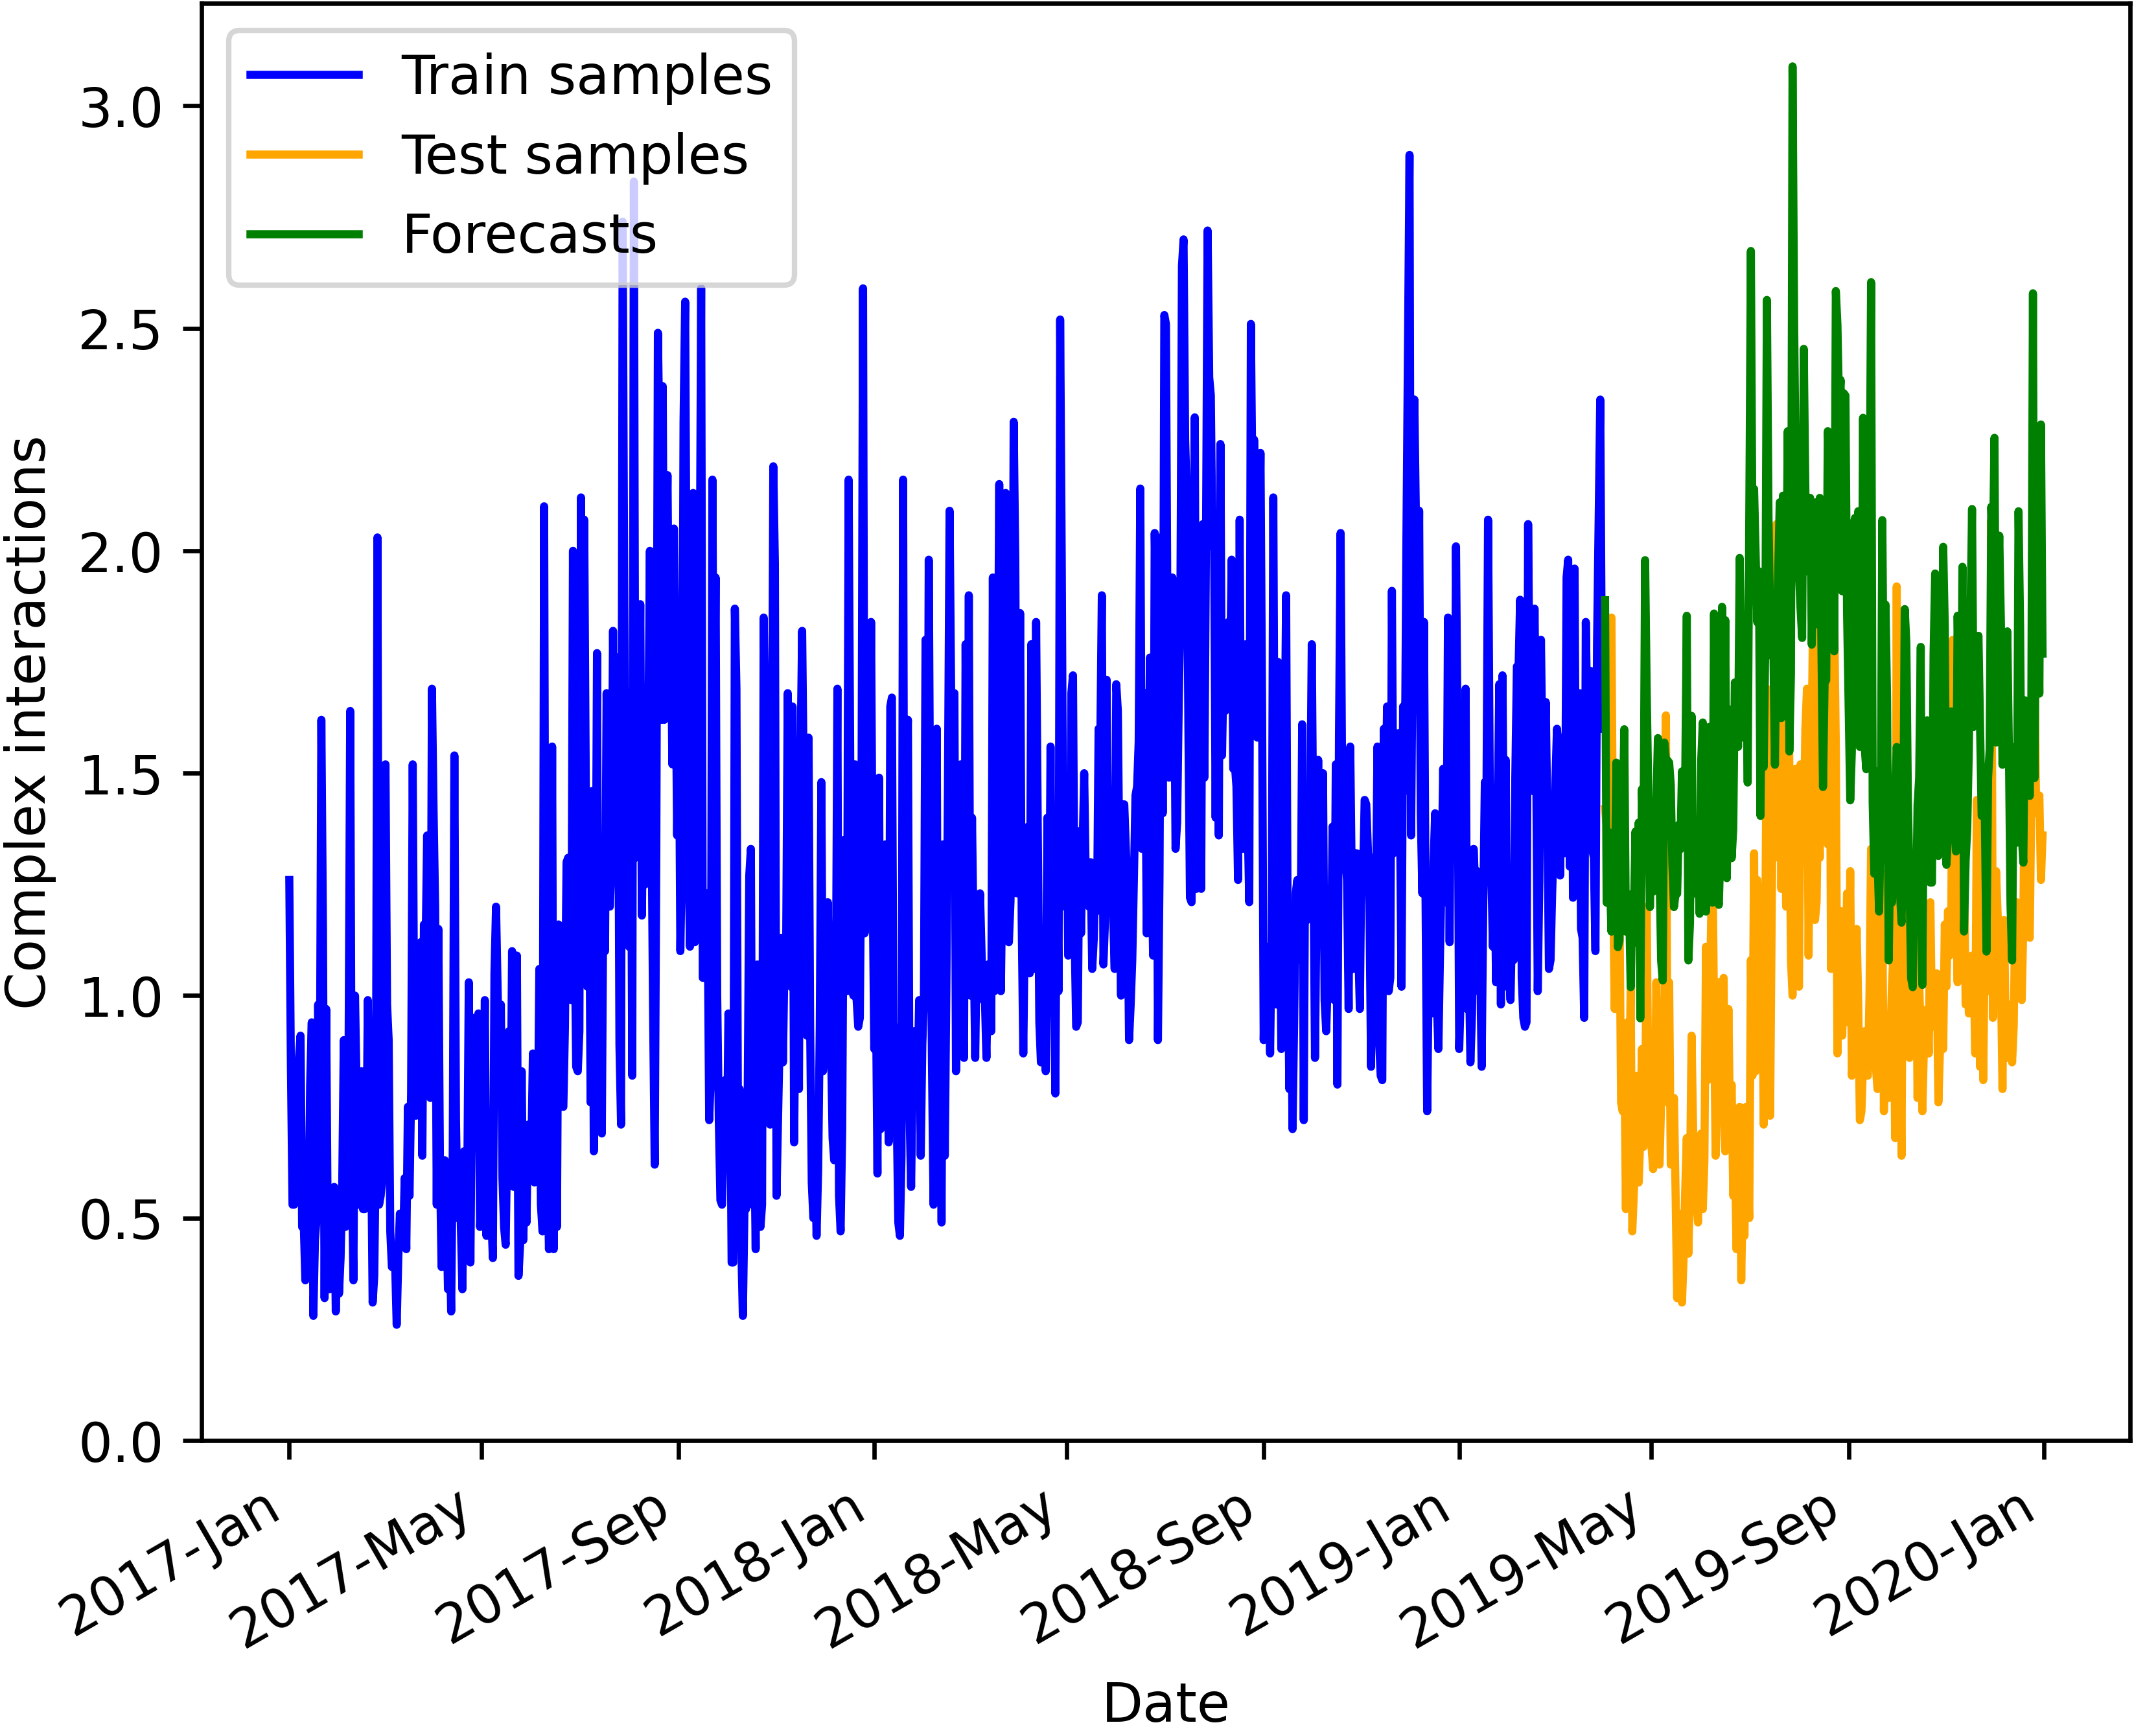 Train samples
Test samples
Forecasts
3.0
2.5
2.0
1.5
1.0
0.5
0.0
Complex interactions
2017-Jan
2017-May
2017-Sep
2018-Jan
2018-May
2018-Sep
2019-Jan
2019-May
2019-Sep
2020-Jan
Date